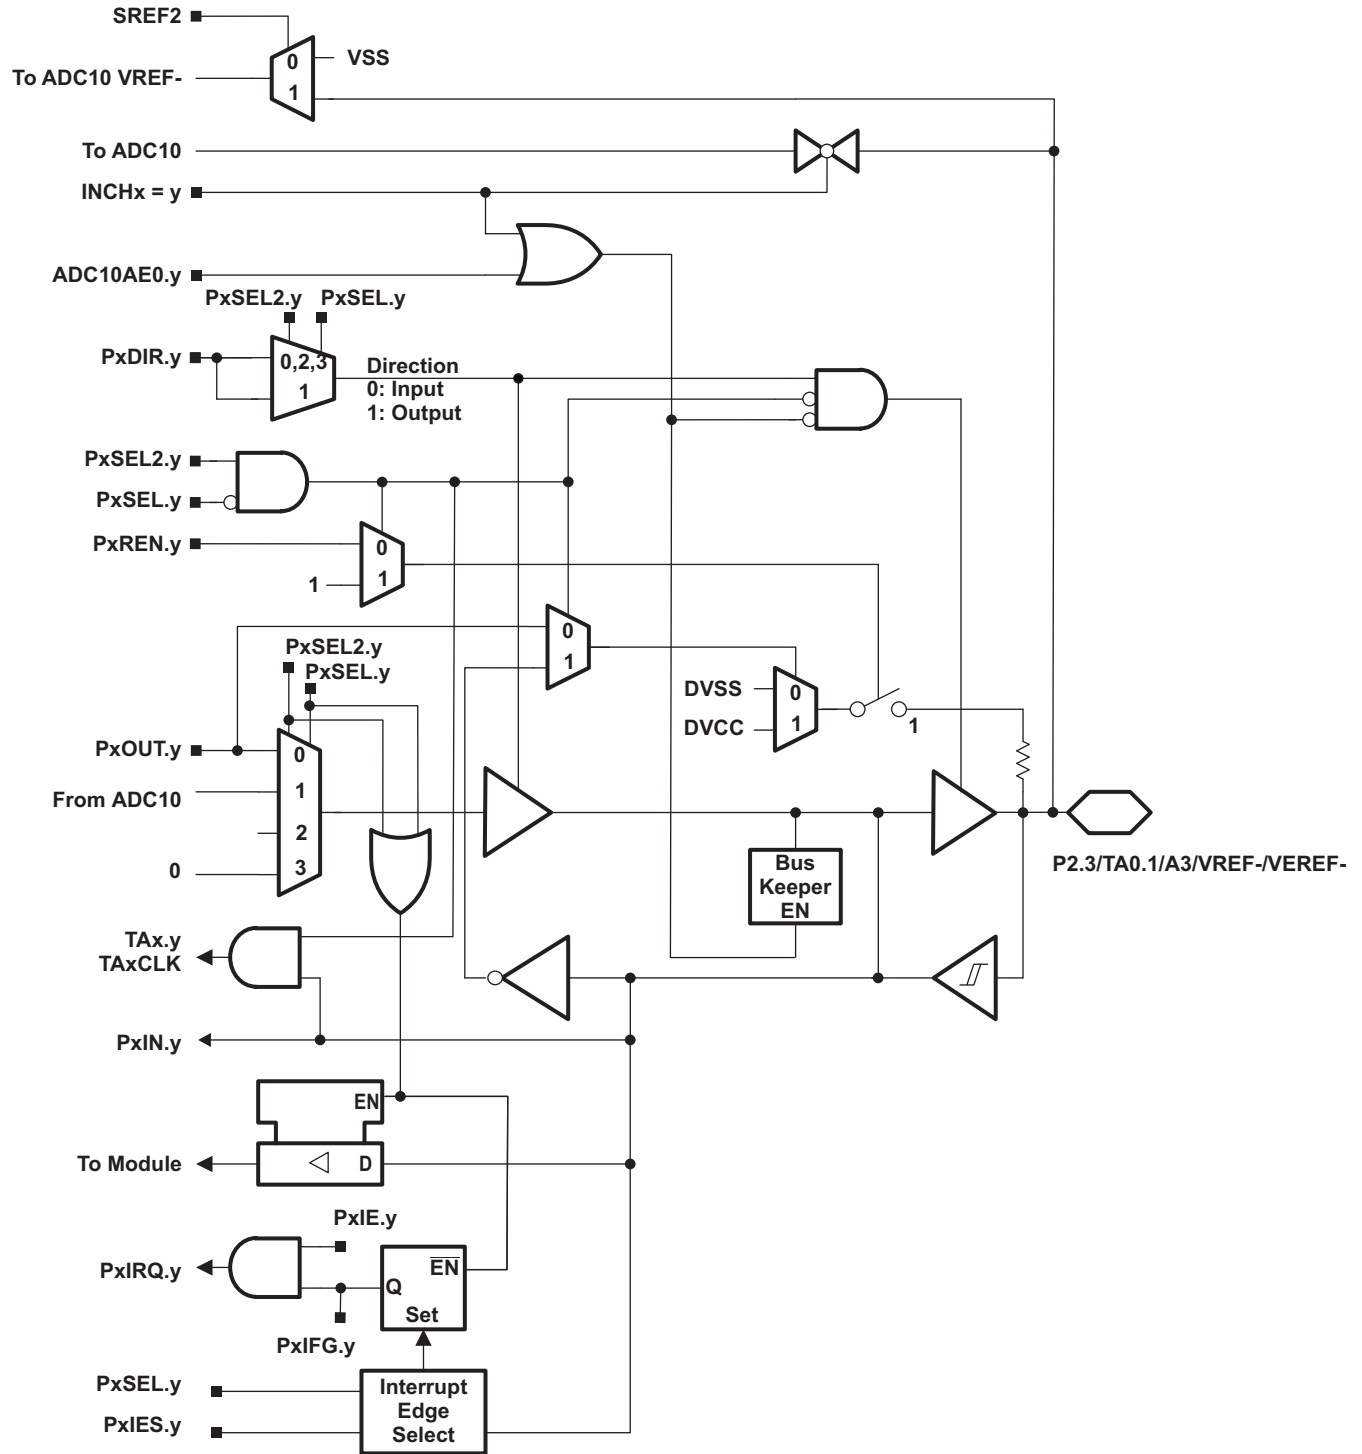 SREF2
0
VSS
To ADC10 VREF-
1
To ADC10
INCHx = y
ADC10AE0.y
PxSEL2.y PxSEL.y
PxDIR.y
0,2,3
1
Direction
0: Input
1: Output
PxSEL2.y
PxSEL.y
PxREN.y
0
1
1
0
1
PxSEL2.y
PxSEL.y
DVSS
0
DVCC
1
1
PxOUT.y
0
From ADC10
1
2
0
3
Bus
Keeper
EN
P2.3/TA0.1/A3/VREF-/VEREF-
TAx.y
TAxCLK
PxIN.y
EN
To Module
D
PxIE.y
PxIRQ.y
EN
Q
Set
PxIFG.y
PxSEL.y
PxIES.y
Interrupt
Edge
Select